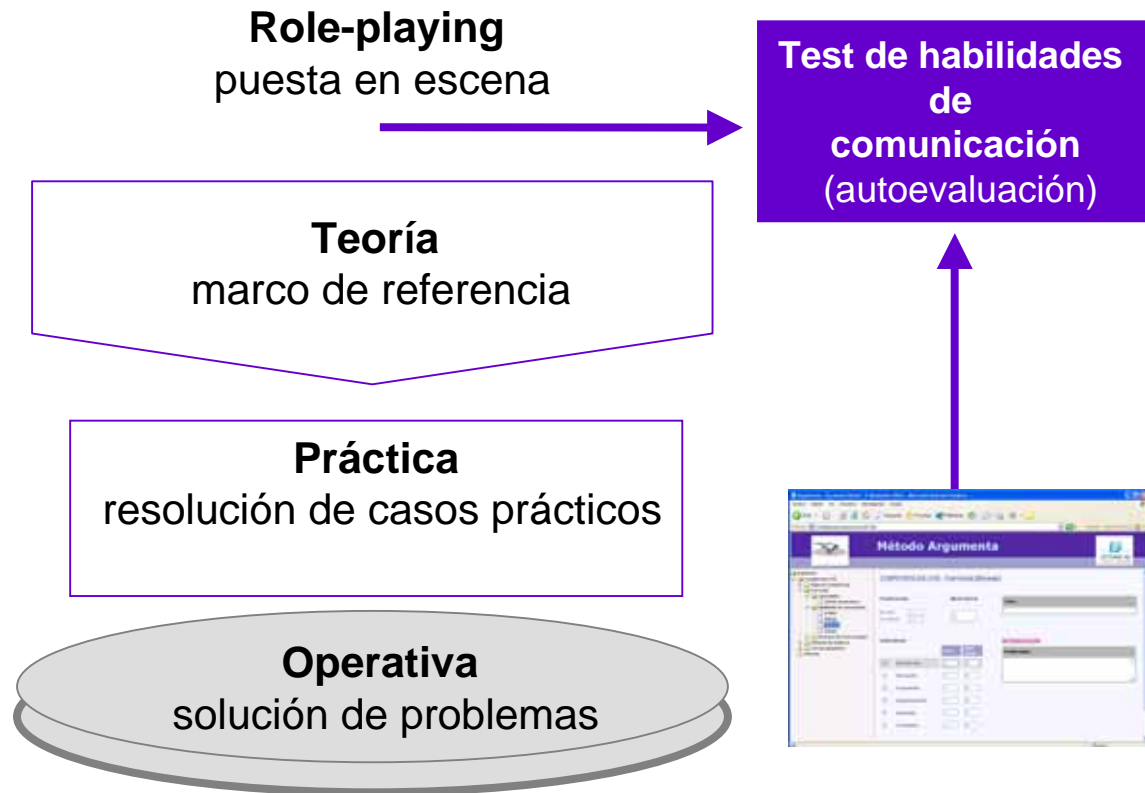 Role-playing
puesta en escena
Test de habilidades
de
comunicación
(autoevaluación)
Teoría
marco de referencia
Práctica
resolución de casos prácticos
Operativa
solución de problemas
Método Argumenta